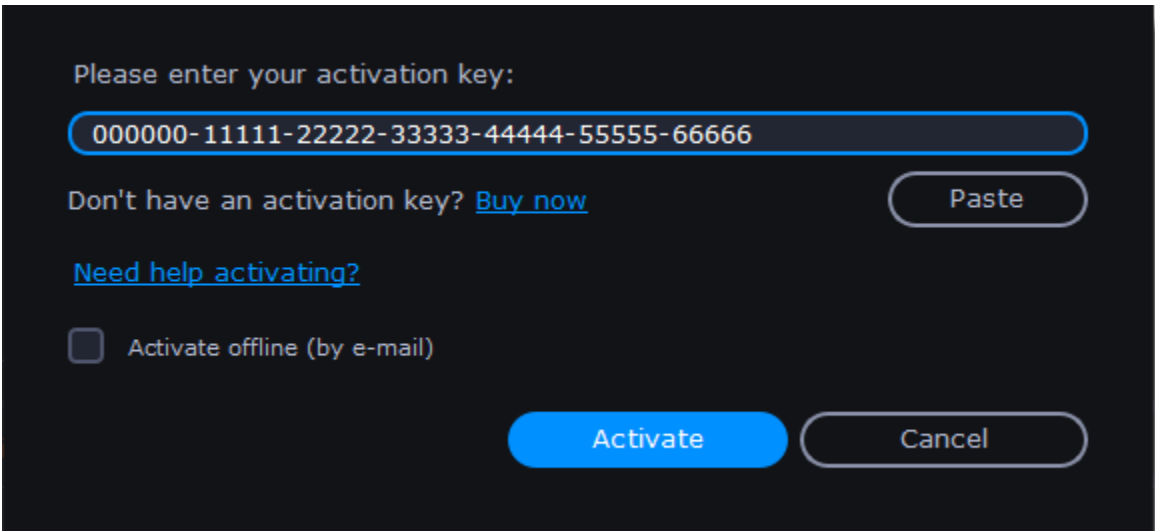 Please enter your activation key:
000000-11111-22222-33333-44444-55555-66666
Don't have an activation key? Buy now
Paste
Need help activating?
Activate offline (by e-mail)
Activate
Cancel